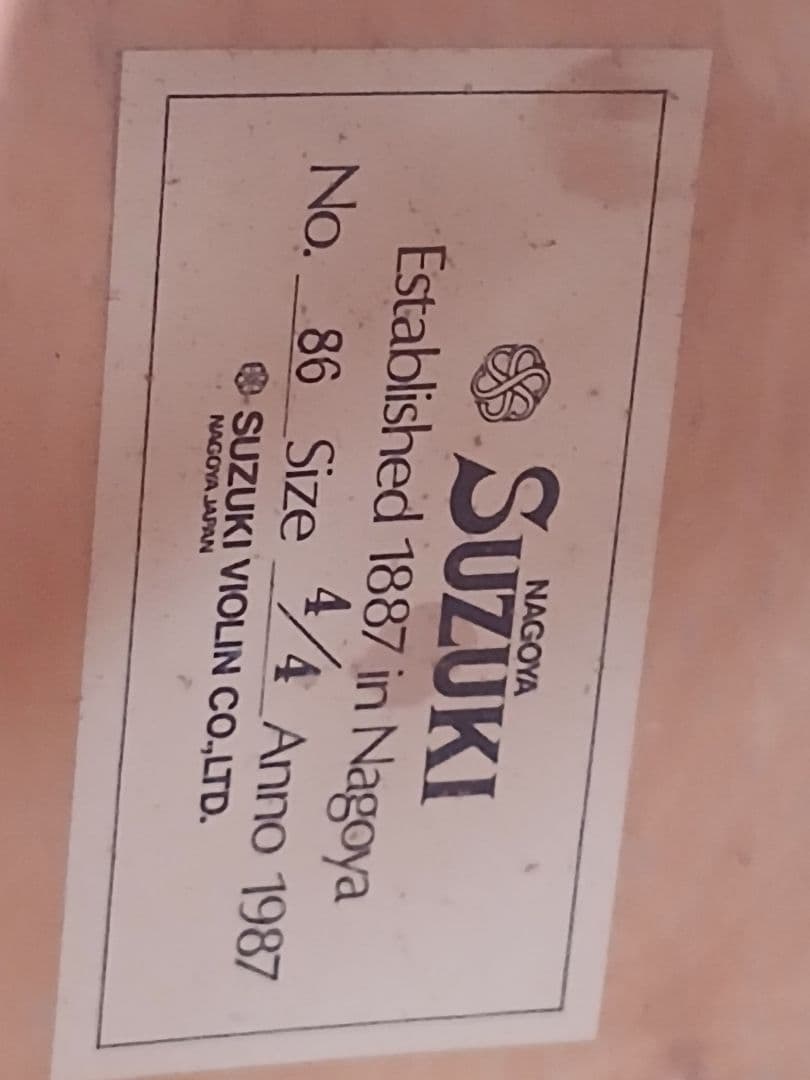 NAGOYA
SUZUKI
Established 1887 in Nagoya
No. 86 Size 4/4 Anno 1987
SUZUKI VIOLIN CO.,LTD.
NAGOYA JAPAN